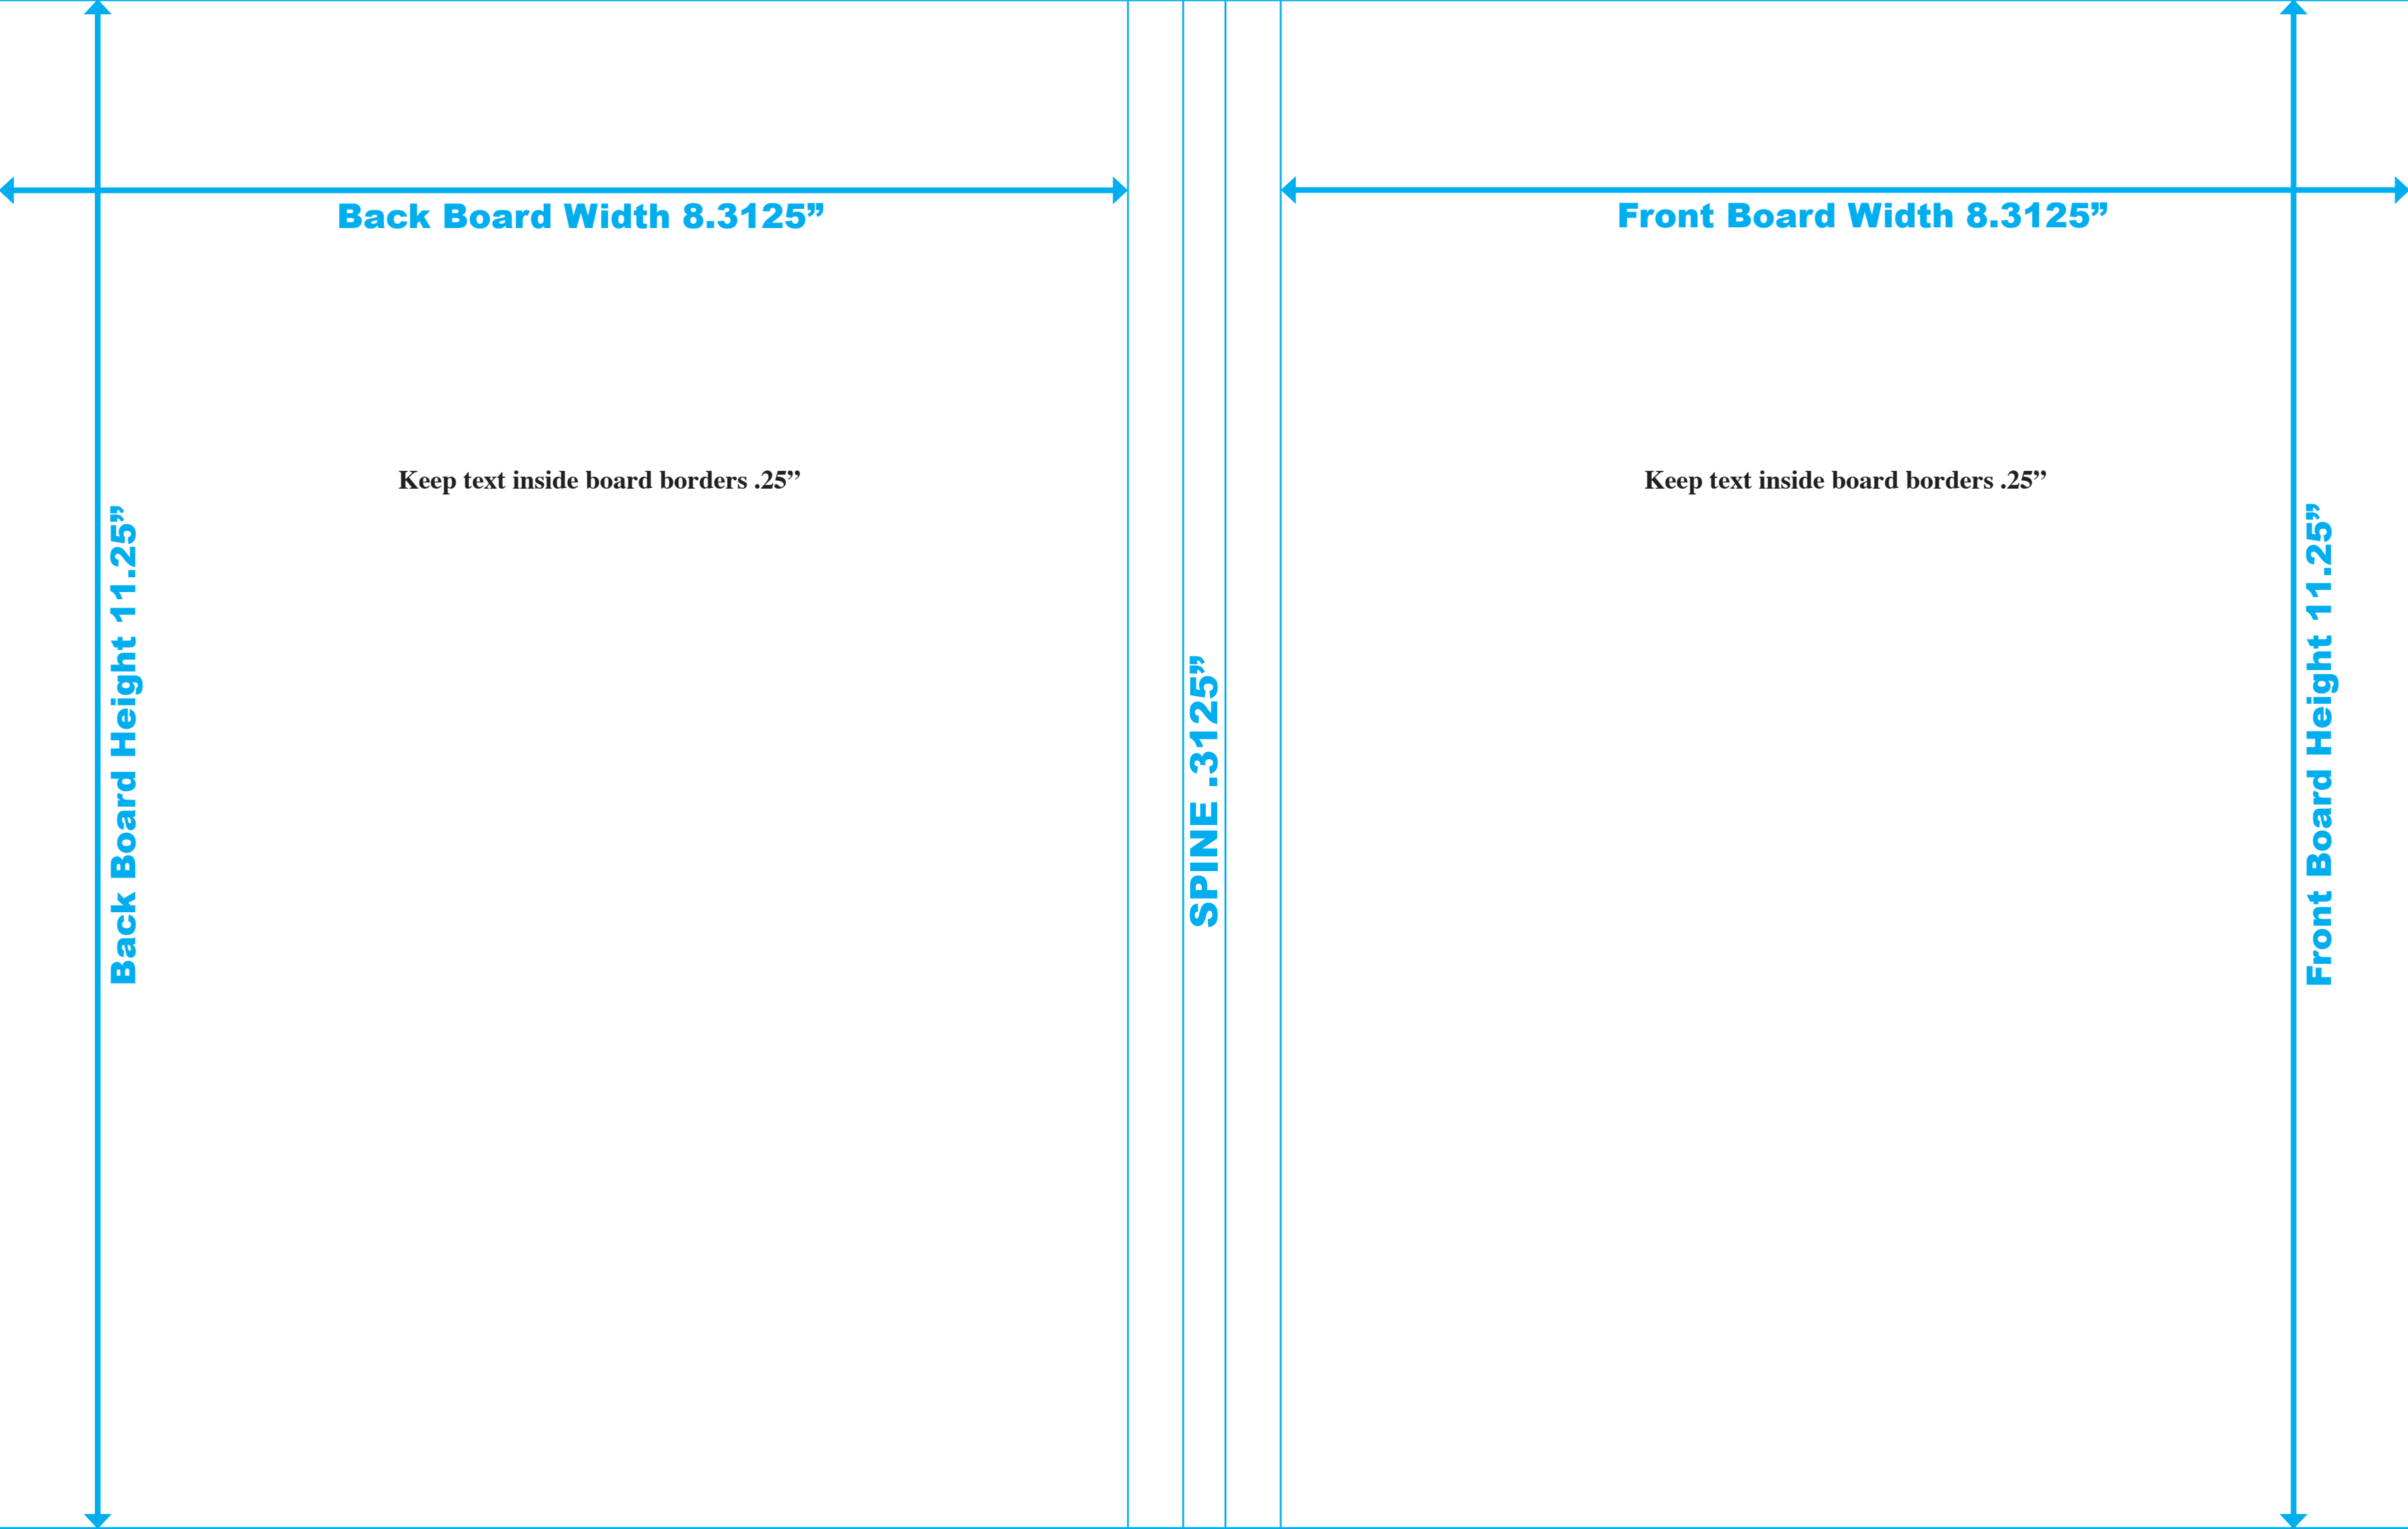 Back Board Width 8.3125”
Front Board Width 8.3125”
Keep text inside board borders .25”
Keep text inside board borders .25”
Back Board Height 11.25”
SPINE .3125”
Front Board Height 11.25”